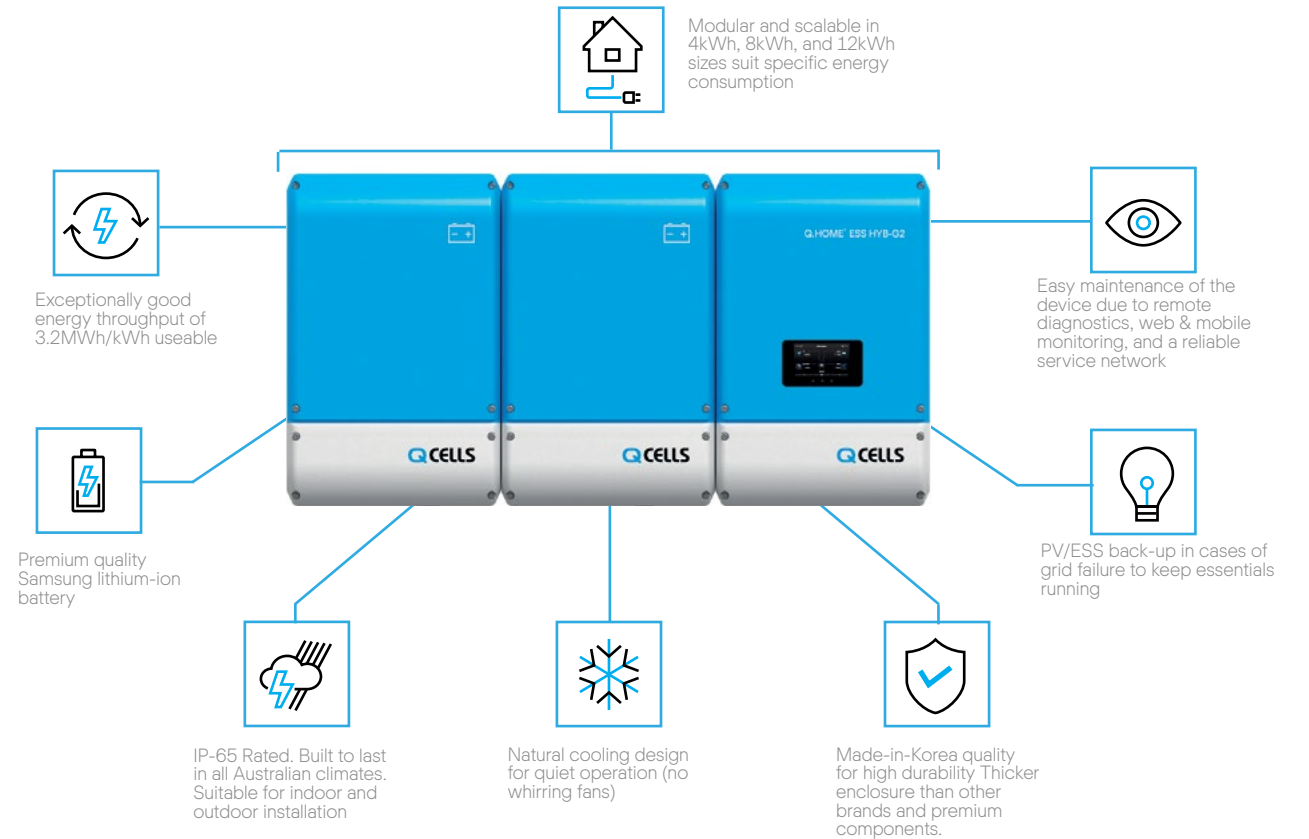 Modular and scalable in
4kWh, 8kWh, and 12kWh
sizes suit specific energy
consumption
Exceptionally good
energy throughput of
3.2MWh/kWh useable
Q.HOME+ ESS HYB-G2
Easy maintenance of the
device due to remote
diagnostics, web & mobile
monitoring, and a reliable
service network
QCELLS
QCELLS
QCELLS
Premium quality
Samsung lithium-ion
battery
PV/ESS back-up in cases of
grid failure to keep essentials
running
IP-65 Rated. Built to last
in all Australian climates.
Suitable for indoor and
outdoor installation
Natural cooling design
for quiet operation (no
whirring fans)
Made-in-Korea quality
for high durability Thicker
enclosure than other
brands and premium
components.